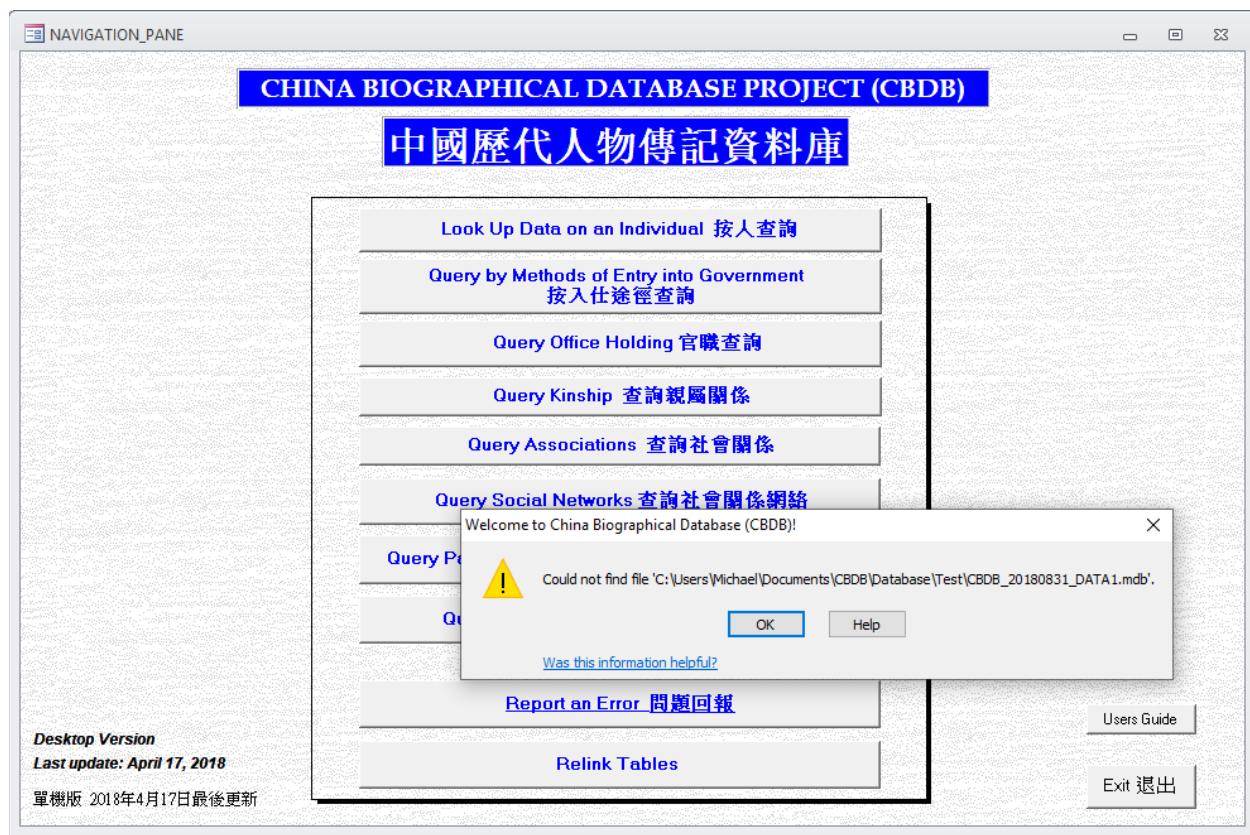 NAVIGATION_PANE
CHINA BIOGRAPHICAL DATABASE PROJECT (CBDB)
中國歷代人物傳記資料庫
Look Up Data on an Individual 按人查詢
Query by Methods of Entry into Government
按入仕途徑查詢
Query Office Holding 官職查詢
Query Kinship 查詢親屬關係
Query Associations 查詢社會關係
Query Social Networks 查詢社會關係網絡
Welcome to China Biographical Database (CBDB)!
Query
Could not find file 'C:\Users\Michael\Documents\CBDB\Database\Test\CBDB_20180831_DATA1.mdb'.
OK
Help
Was this information helpful?
Report an Error 問題回報
Relink Tables
Users Guide
Desktop Version
Last update: April 17, 2018
單機版 2018年4月17日最後更新
Exit 退出